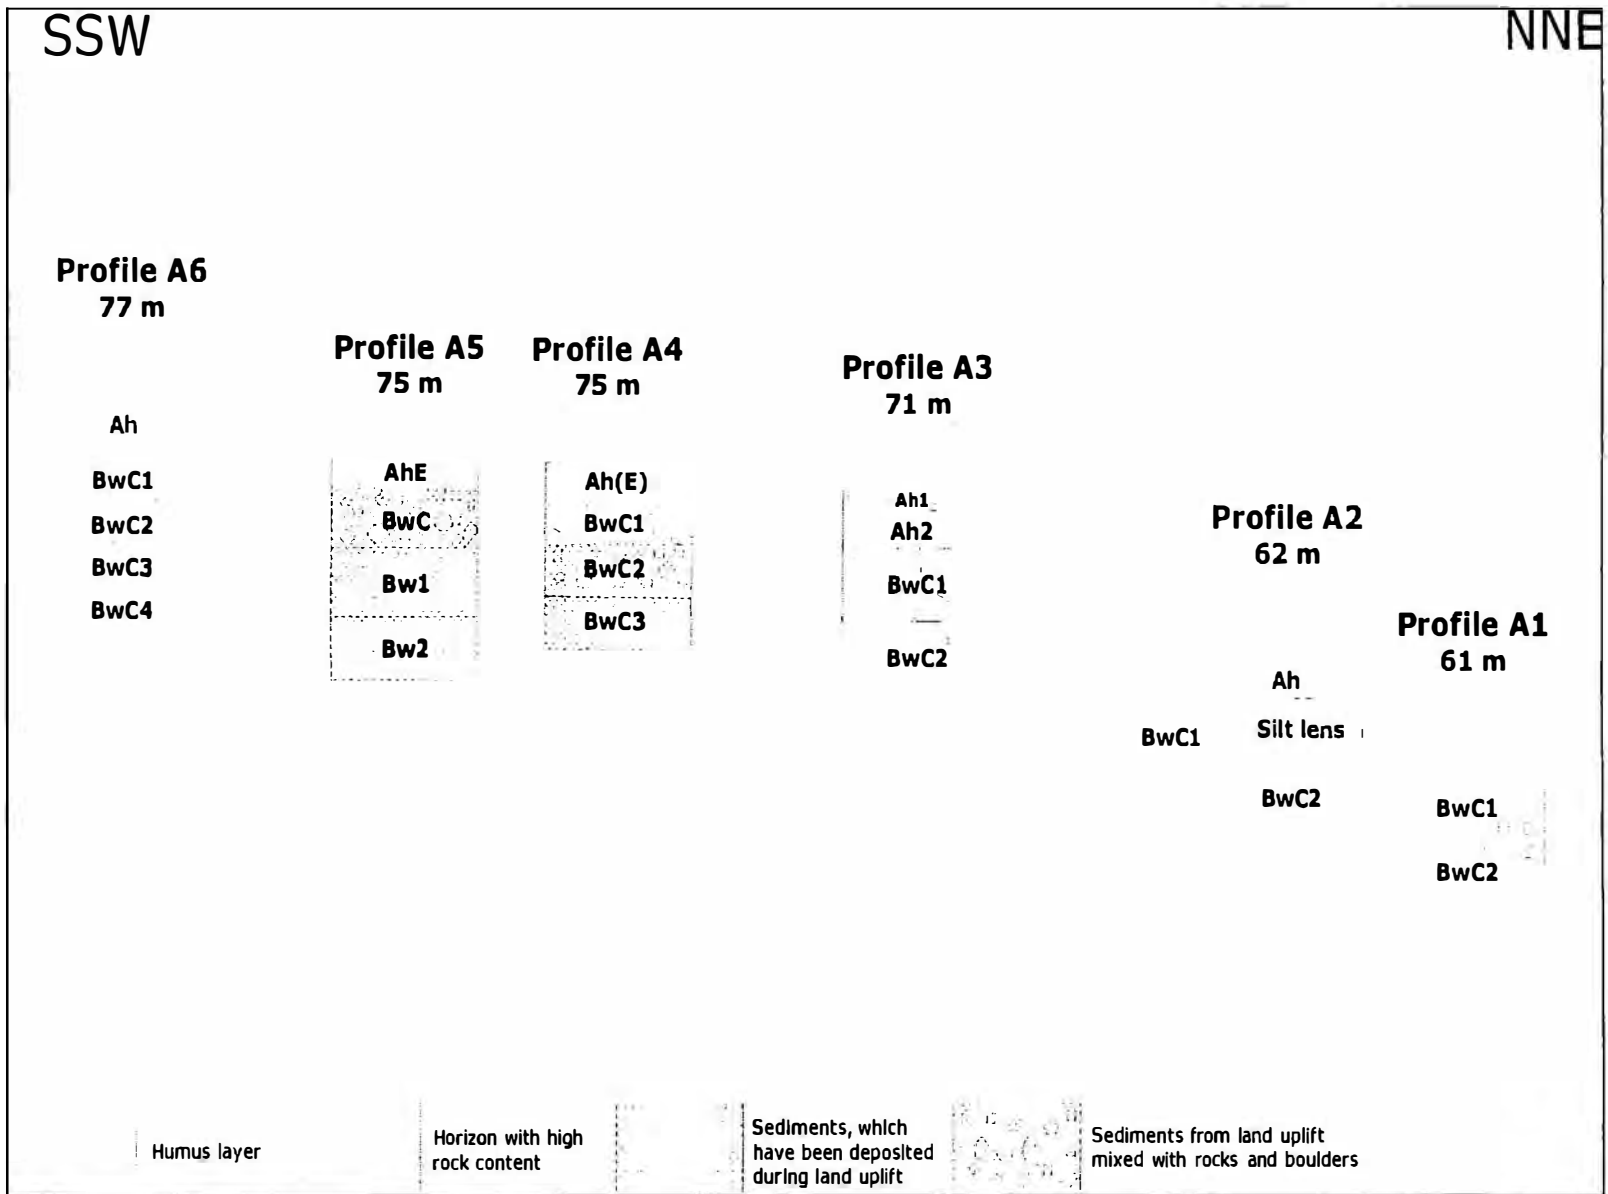 SSW
NNE
Profile A6
77 m
Ah
BwC1
BwC2
BwC3
BwC4
Profile A5
75 m
AhE
BwC
Bw1
Bw2
Profile A4
75 m
Ah(E)
BwC1
BwC2
BwC3
Profile A3
71 m
Ah1
Ah2
BwC1
BwC2
Profile A2
62 m
Ah
Silt lens
BwC1
BwC2
Profile A1
61 m
BwC1
BwC2
Humus layer
Horizon with high
rock content
Sediments, which
have been deposited
during land uplift
Sediments from land uplift
mixed with rocks and boulders